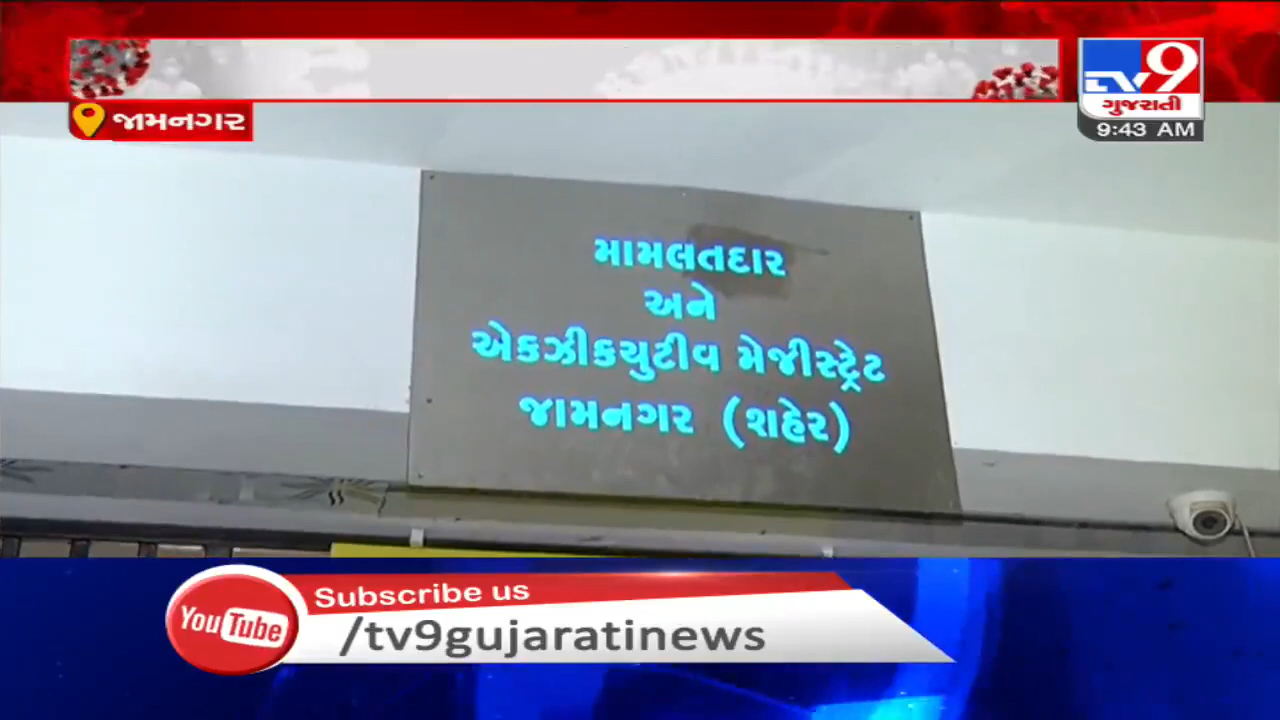 tv9
ગુજરાતી
9:43 AM
જામનગર
મામલતદાર
અને
એકઝીકયુટીવ મેજીસ્ટ્રેટ
જામનગર (શહેર)
YouTube
Subscribe us
/tv9gujaratinews